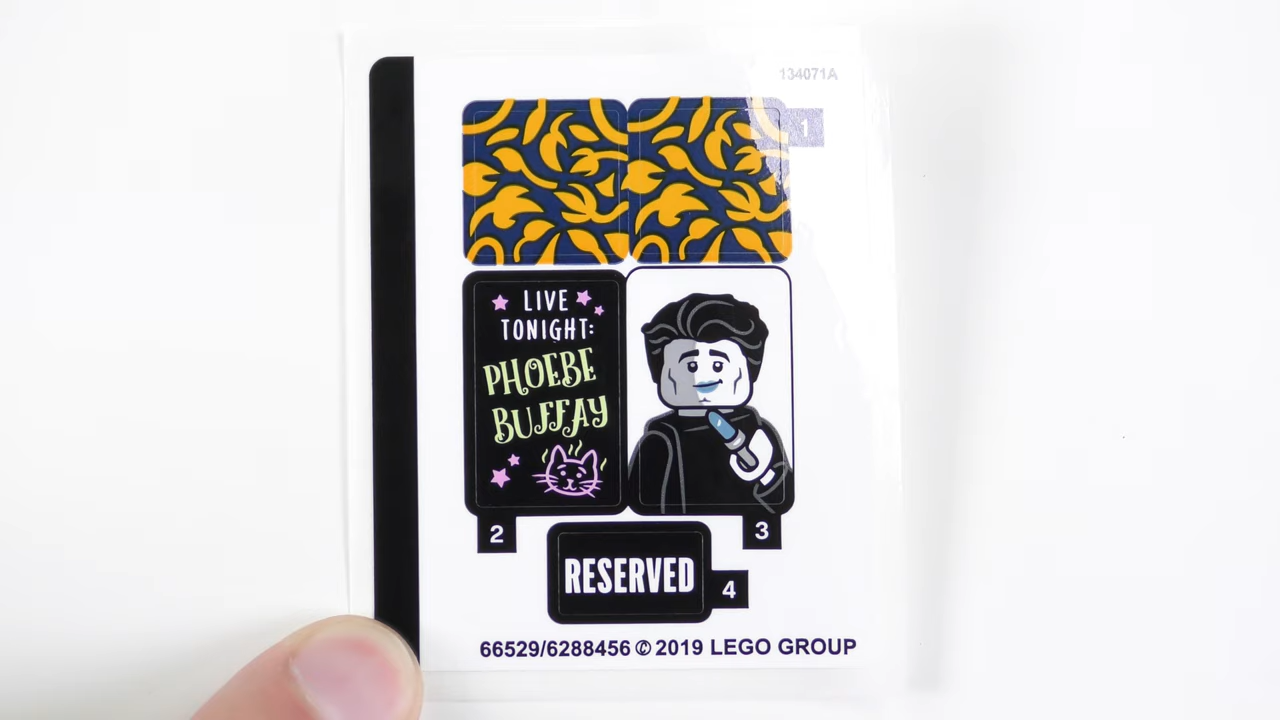 134071A
1
LIVE
TONIGHT:
PHOEBE
BUFFAY
2
3
RESERVED
4
66529/6288456 © 2019 LEGO GROUP